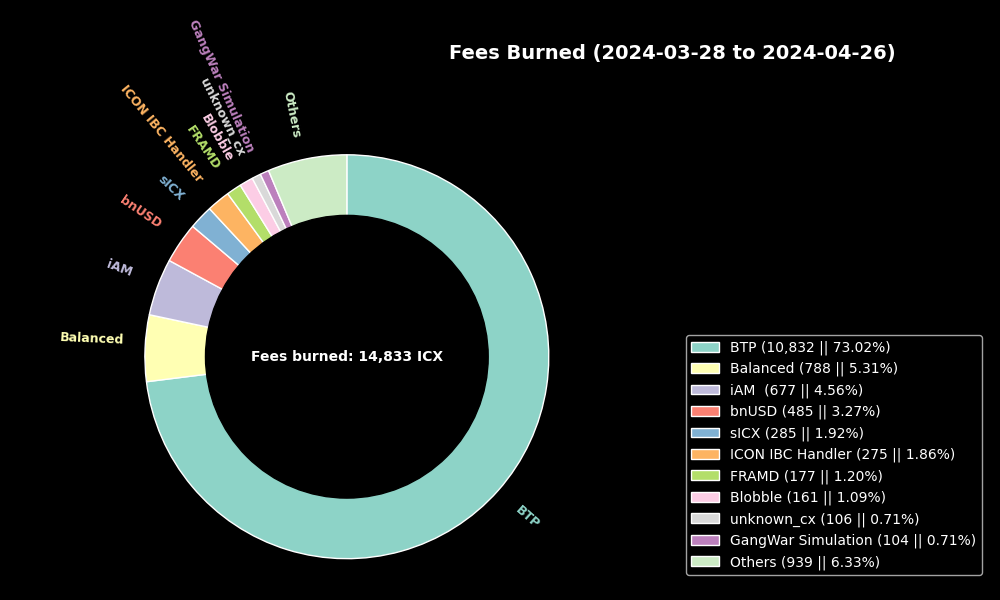 Fees Burned (2024-03-28 to 2024-04-26)
GangWar Simulation
unknown_cx
Blobble
FRAMD
ICON IBC Handler
sICX
bnUSD
iAM
Balanced
Others
BTP
Fees burned: 14,833 ICX
BTP (10,832 || 73.02%)
Balanced (788 || 5.31%)
iAM  (677 || 4.56%)
bnUSD (485 || 3.27%)
sICX (285 || 1.92%)
ICON IBC Handler (275 || 1.86%)
FRAMD (177 || 1.20%)
Blobble (161 || 1.09%)
unknown_cx (106 || 0.71%)
GangWar Simulation (104 || 0.71%)
Others (939 || 6.33%)